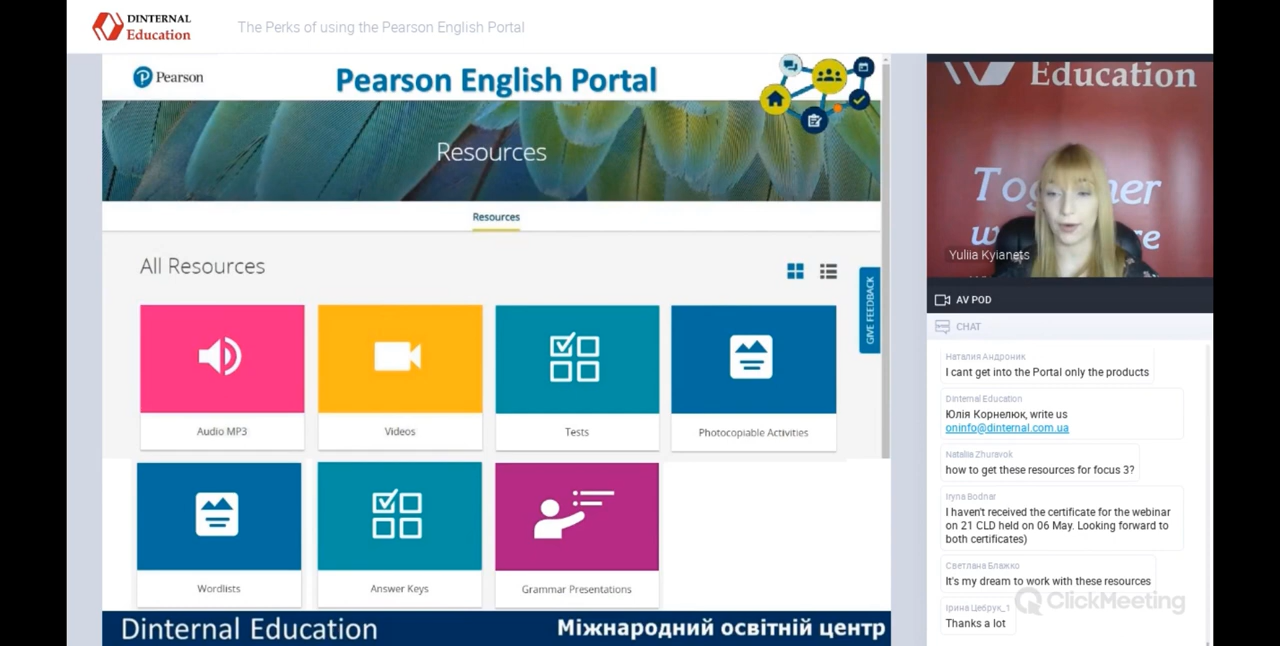 DINTERNAL
Education
The Perks of using the Pearson English Portal
Pearson
Pearson English Portal
Resources
Resources
All Resources
GIVE FEEDBACK
Audio MP3
Videos
Tests
Photocopiable Activities
Wordlists
Answer Keys
Grammar Presentations
Dinternal Education
Міжнародний освітній центр
Education
Yuliia Kyianets
AV POD
CHAT
Наталия Андроник
I cant get into the Portal only the products
Dinternal Education
Юлія Корнелюк, write us
oninfo@dinternal.com.ua
Nataliia Zhuravok
how to get these resources for focus 3?
Iryna Bodnar
I haven't received the certificate for the webinar
on 21 CLD held on 06 May. Looking forward to
both certificates)
Светлана Блажко
It's my dream to work with these resources
Ірина Цебрук_1
Thanks a lot
ClickMeeting